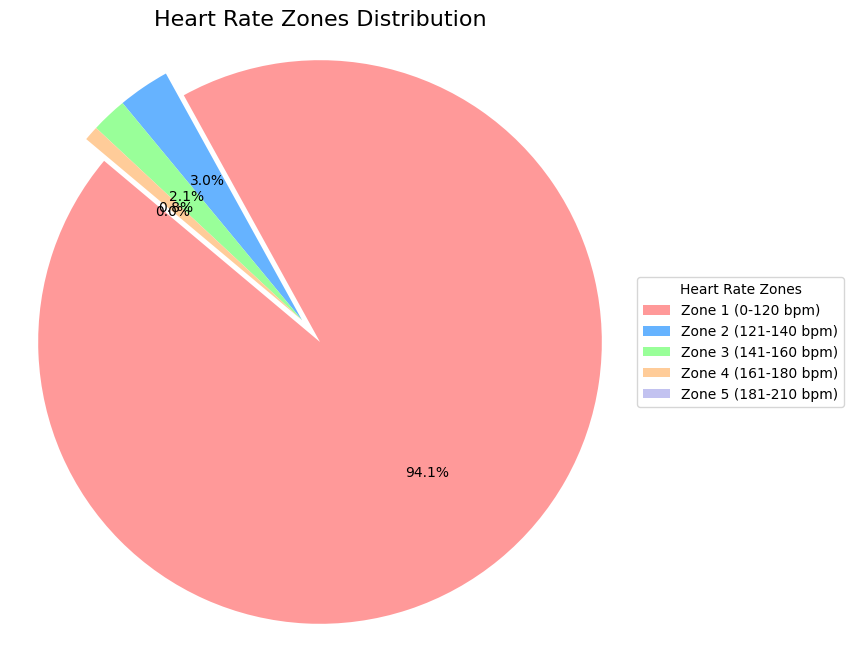 Heart Rate Zones Distribution
3.0%
2.1%
0.8%
0.0%
94.1%
Heart Rate Zones
Zone 1 (0-120 bpm)
Zone 2 (121-140 bpm)
Zone 3 (141-160 bpm)
Zone 4 (161-180 bpm)
Zone 5 (181-210 bpm)